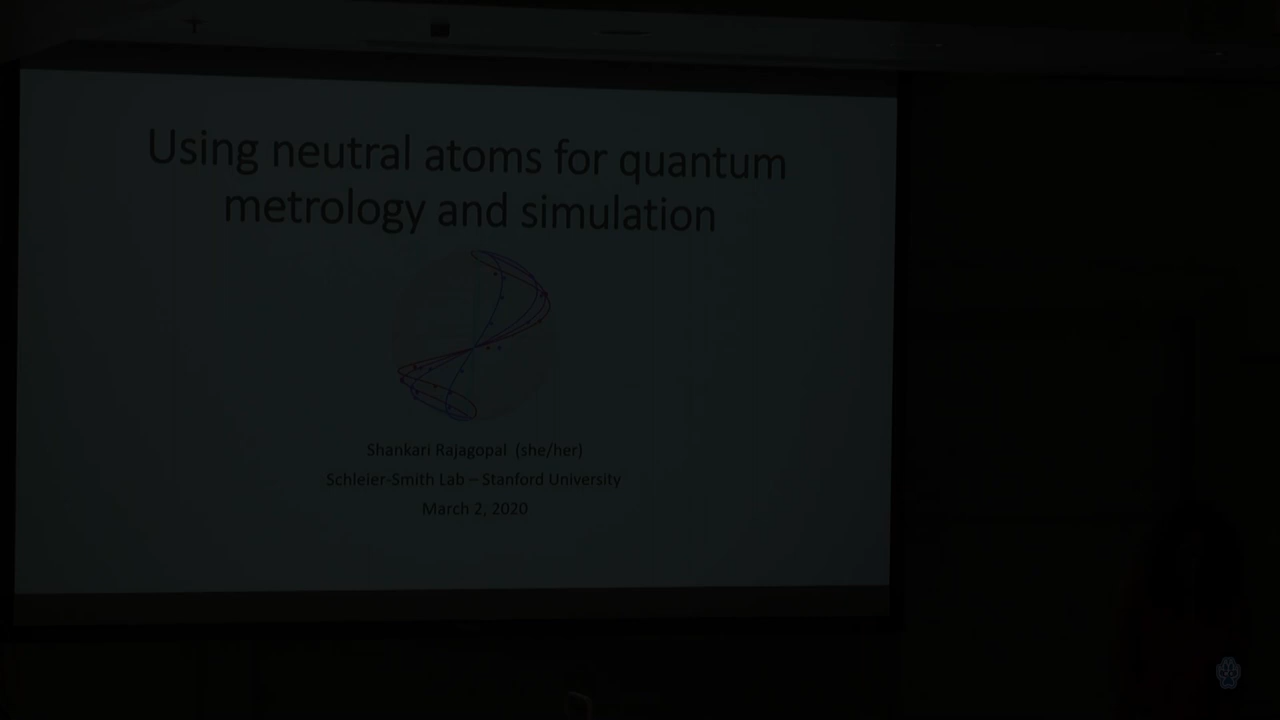 Using neutral atoms for quantum
metrology and simulation
Shankari Rajagopal (she/her)
Schleier-Smith Lab – Stanford University
March 2, 2020